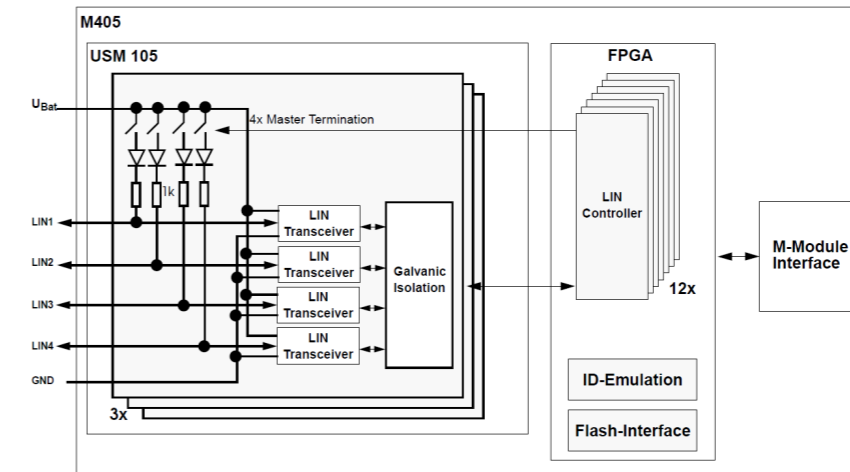 M405
USM 105
FPGA
UBat
4x Master Termination
1k
LIN
Controller
LIN1
LIN
Transceiver
LIN2
LIN
Transceiver
Galvanic
Isolation
M-Module
Interface
LIN3
LIN
Transceiver
12x
LIN4
LIN
Transceiver
GND
ID-Emulation
3x
Flash-Interface